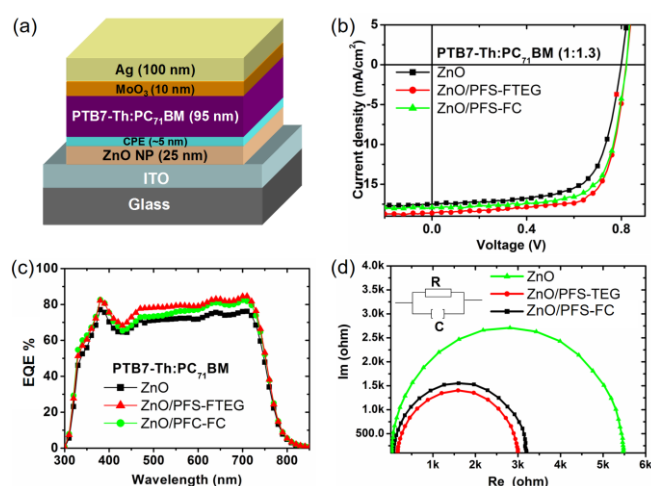 (a)
Ag (100 nm)
MoO₃ (10 nm)
PTB7-Th:PC₇₁BM (95 nm)
CPE (~5 nm)
ZnO NP (25 nm)
ITO
Glass
(b)
Current density (mA/cm²)
5
0
-5
-10
15
PTB7-Th:PC₇₁BM (1:1.3)
ZnO
ZnO/PFS-FTEG
ZnO/PFS-FC
0.0 0.4 0.8
Voltage (V)
(c)
EQE %
100
80
60
40
20
0
PTB7-Th:PC₇₁BM
ZnO
ZnO/PFS-FTEG
ZnO/PFC-FC
300 400 500 600 700 800
Wavelength (nm)
(d)
Im (ohm)
4.0k
3.5k
3.0k
2.5k
2.0k
1.5k
1.0k
500.0
R
C
ZnO
ZnO/PFS-TEG
ZnO/PFS-FC
1k 2k 3k 4k 5k 6k
Re (ohm)